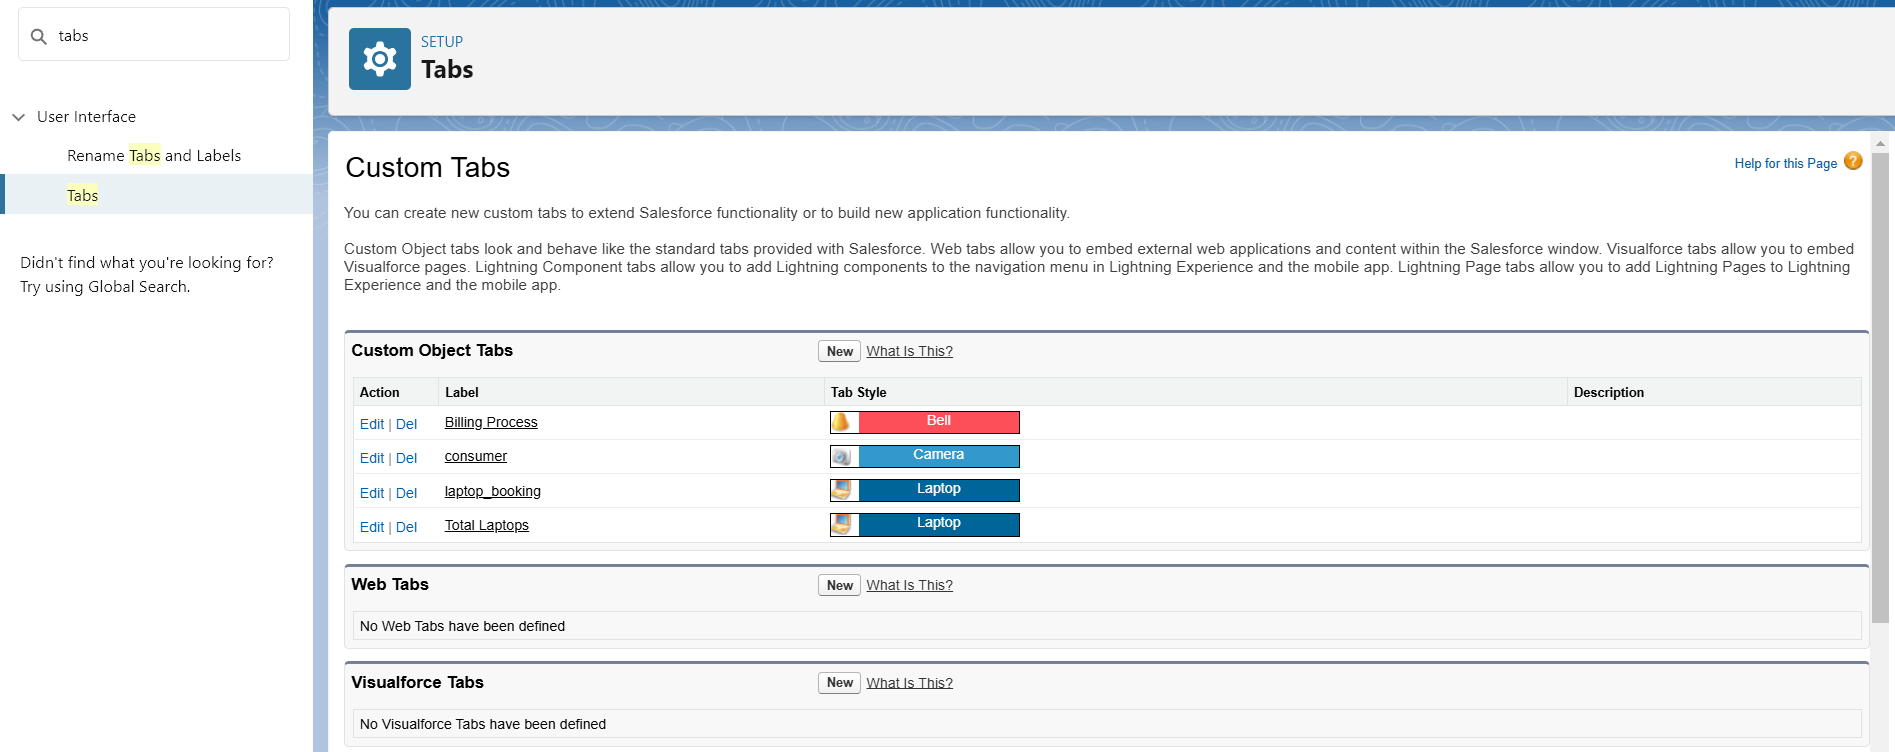 tabs
User Interface
Rename Tabs and Labels
Tabs
Didn't find what you're looking for?
Try using Global Search.
SETUP
Tabs
Custom Tabs
Help for this Page ?
You can create new custom tabs to extend Salesforce functionality or to build new application functionality.
Custom Object tabs look and behave like the standard tabs provided with Salesforce. Web tabs allow you to embed external web applications and content within the Salesforce window. Visualforce tabs allow you to embed
Visualforce pages. Lightning Component tabs allow you to add Lightning components to the navigation menu in Lightning Experience and the mobile app. Lightning Page tabs allow you to add Lightning Pages to Lightning
Experience and the mobile app.
Custom Object Tabs New What Is This?
Action Label Tab Style Description
Edit | Del Billing Process Bell
Edit | Del consumer Camera
Edit | Del laptop_booking Laptop
Edit | Del Total Laptops Laptop
Web Tabs New What Is This?
No Web Tabs have been defined
Visualforce Tabs New What Is This?
No Visualforce Tabs have been defined